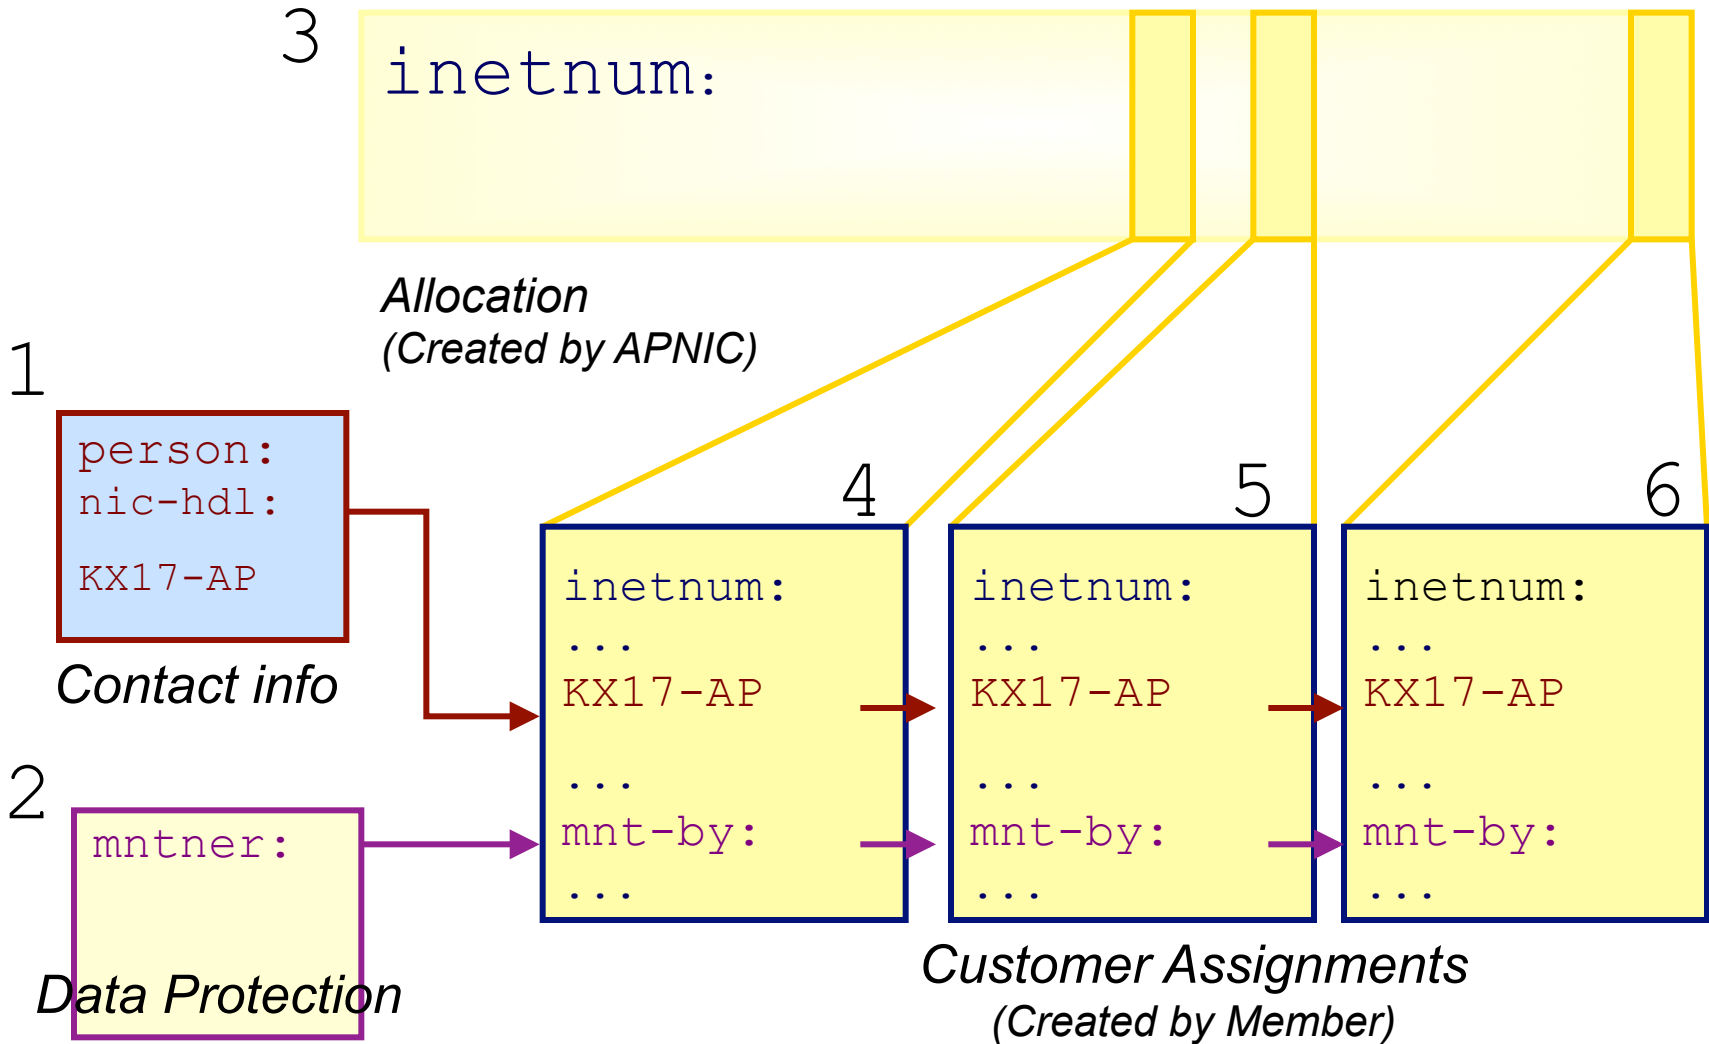 3
inetnum:
Allocation
(Created by APNIC)
1
person:
nic-hdl:
KX17-AP
Contact info
2
mntner:
Data Protection
4
inetnum:
...
KX17-AP
...
mnt-by:
...
5
inetnum:
...
KX17-AP
...
mnt-by:
...
6
inetnum:
...
KX17-AP
...
mnt-by:
...
Customer Assignments
(Created by Member)